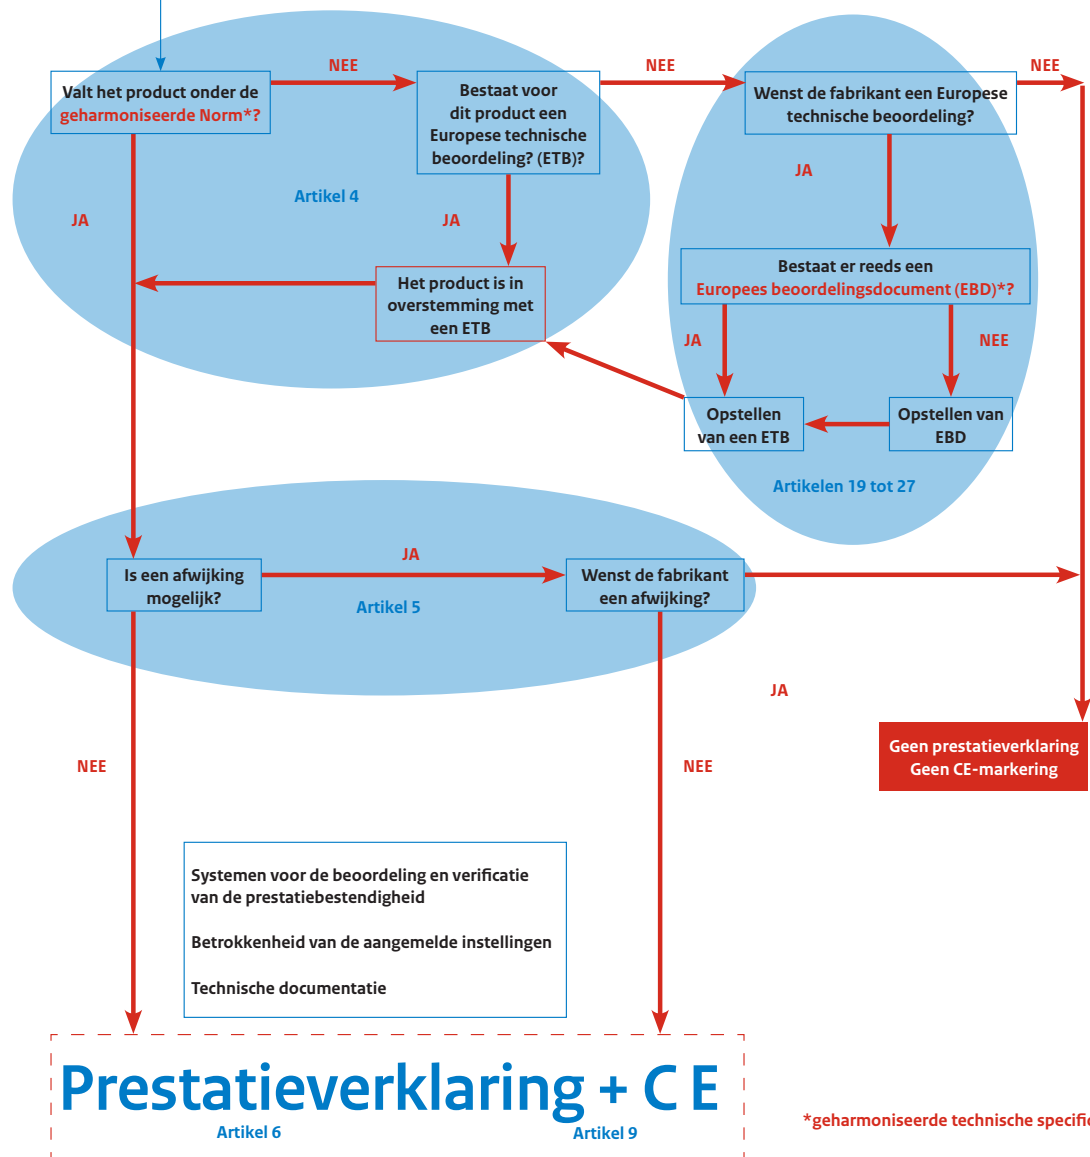 NEE
NEE
NEE
Valt het product onder de
geharmoniseerde Norm*?
Bestaat voor
dit product een
Europese technische
beoordeling? (ETB)?
Wenst de fabrikant een Europese
technische beoordeling?
JA
Artikel 4
JA
JA
Het product is in
overstemming met
een ETB
Bestaat er reeds een
Europees beoordelingsdocument (EBD)*?
JA
NEE
Opstellen
van een ETB
Opstellen van
EBD
Artikelen 19 tot 27
JA
Is een afwijking
mogelijk?
Artikel 5
Wenst de fabrikant
een afwijking?
JA
NEE
NEE
Geen prestatieverklaring
Geen CE-markering
Systemen voor de beoordeling en verificatie
van de prestatiebestendigheid
Betrokkenheid van de aangemelde instellingen
Technische documentatie
Prestatieverklaring + C E
Artikel 6
Artikel 9
*geharmoniseerde technische